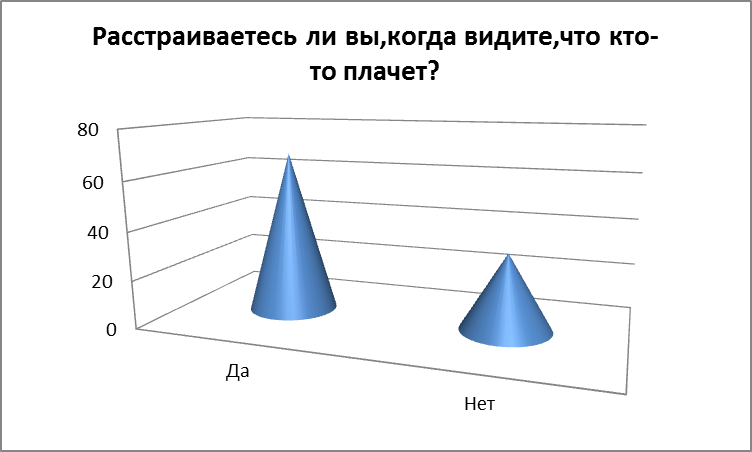 Расстраиваетесь ли вы,когда видите,что кто-
то плачет?
80
60
40
20
0
Да
Нет